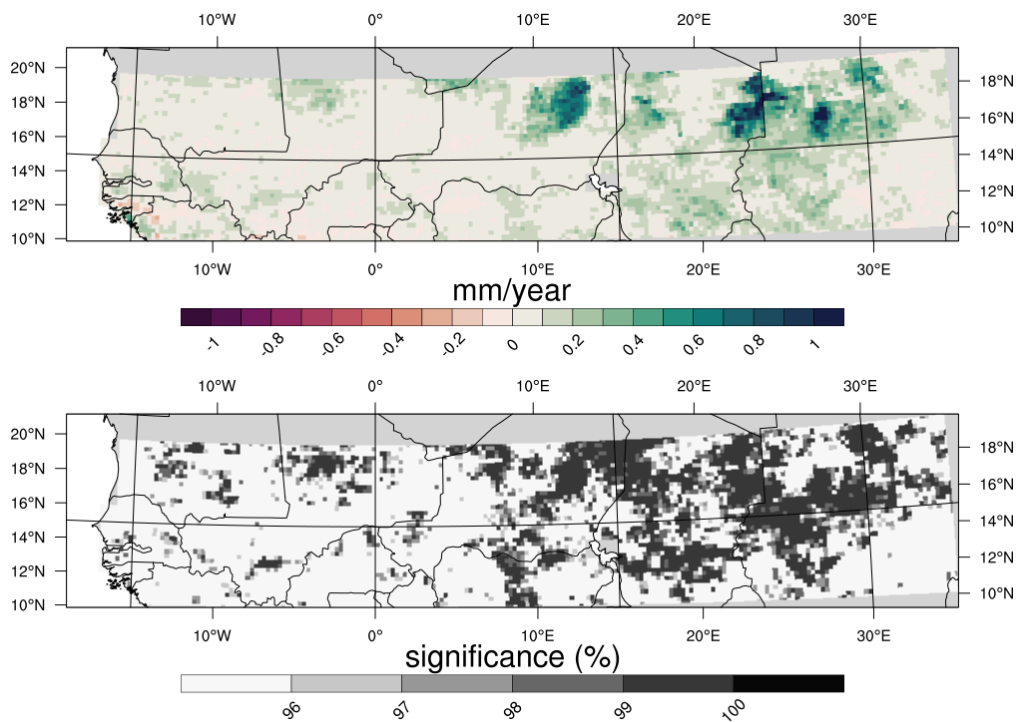 10°W 0° 10°E 20°E 30°E
20°N 18°N
18°N 16°N
16°N 14°N
14°N 12°N
12°N 10°N
10°N
10°W 0° 10°E 20°E 30°E
mm/year
-1 -0.8 -0.6 -0.4 -0.2 0 0.2 0.4 0.6 0.8 1
10°W 0° 10°E 20°E 30°E
20°N 18°N
18°N 16°N
16°N 14°N
14°N 12°N
12°N 10°N
10°N
10°W 0° 10°E 20°E 30°E
significance (%)
96 97 98 99 100